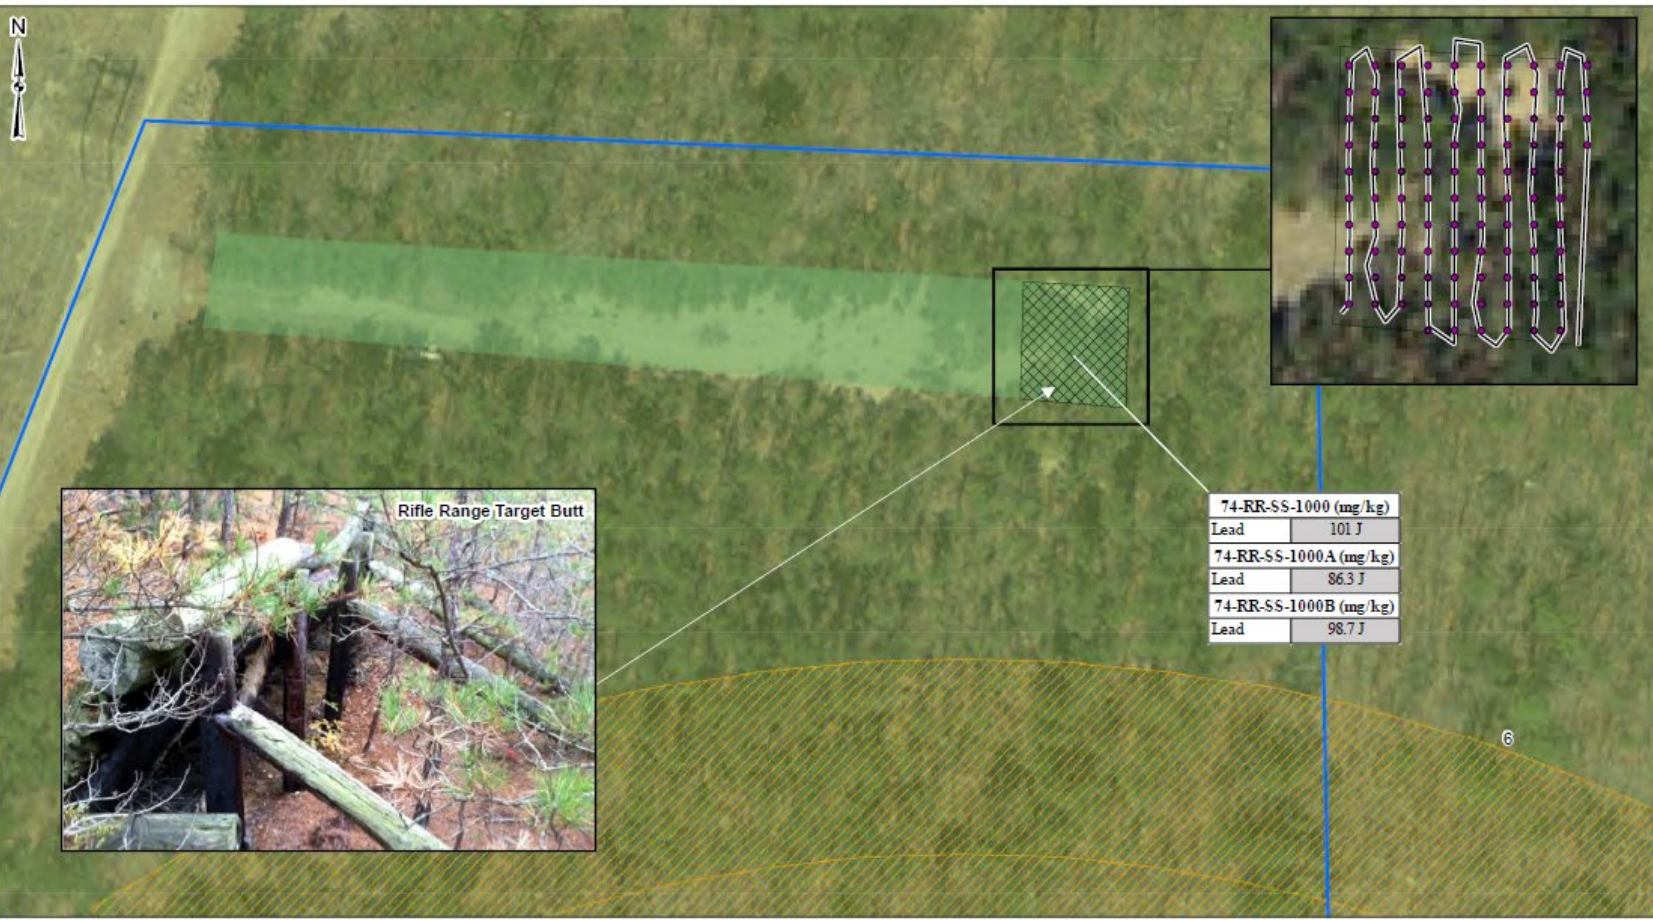 N
Rifle Range Target Butt
74-RR-SS-1000 (mg/kg)
Lead 101 J
74-RR-SS-1000A (mg/kg)
Lead 86.3 J
74-RR-SS-1000B (mg/kg)
Lead 98.7 J
6